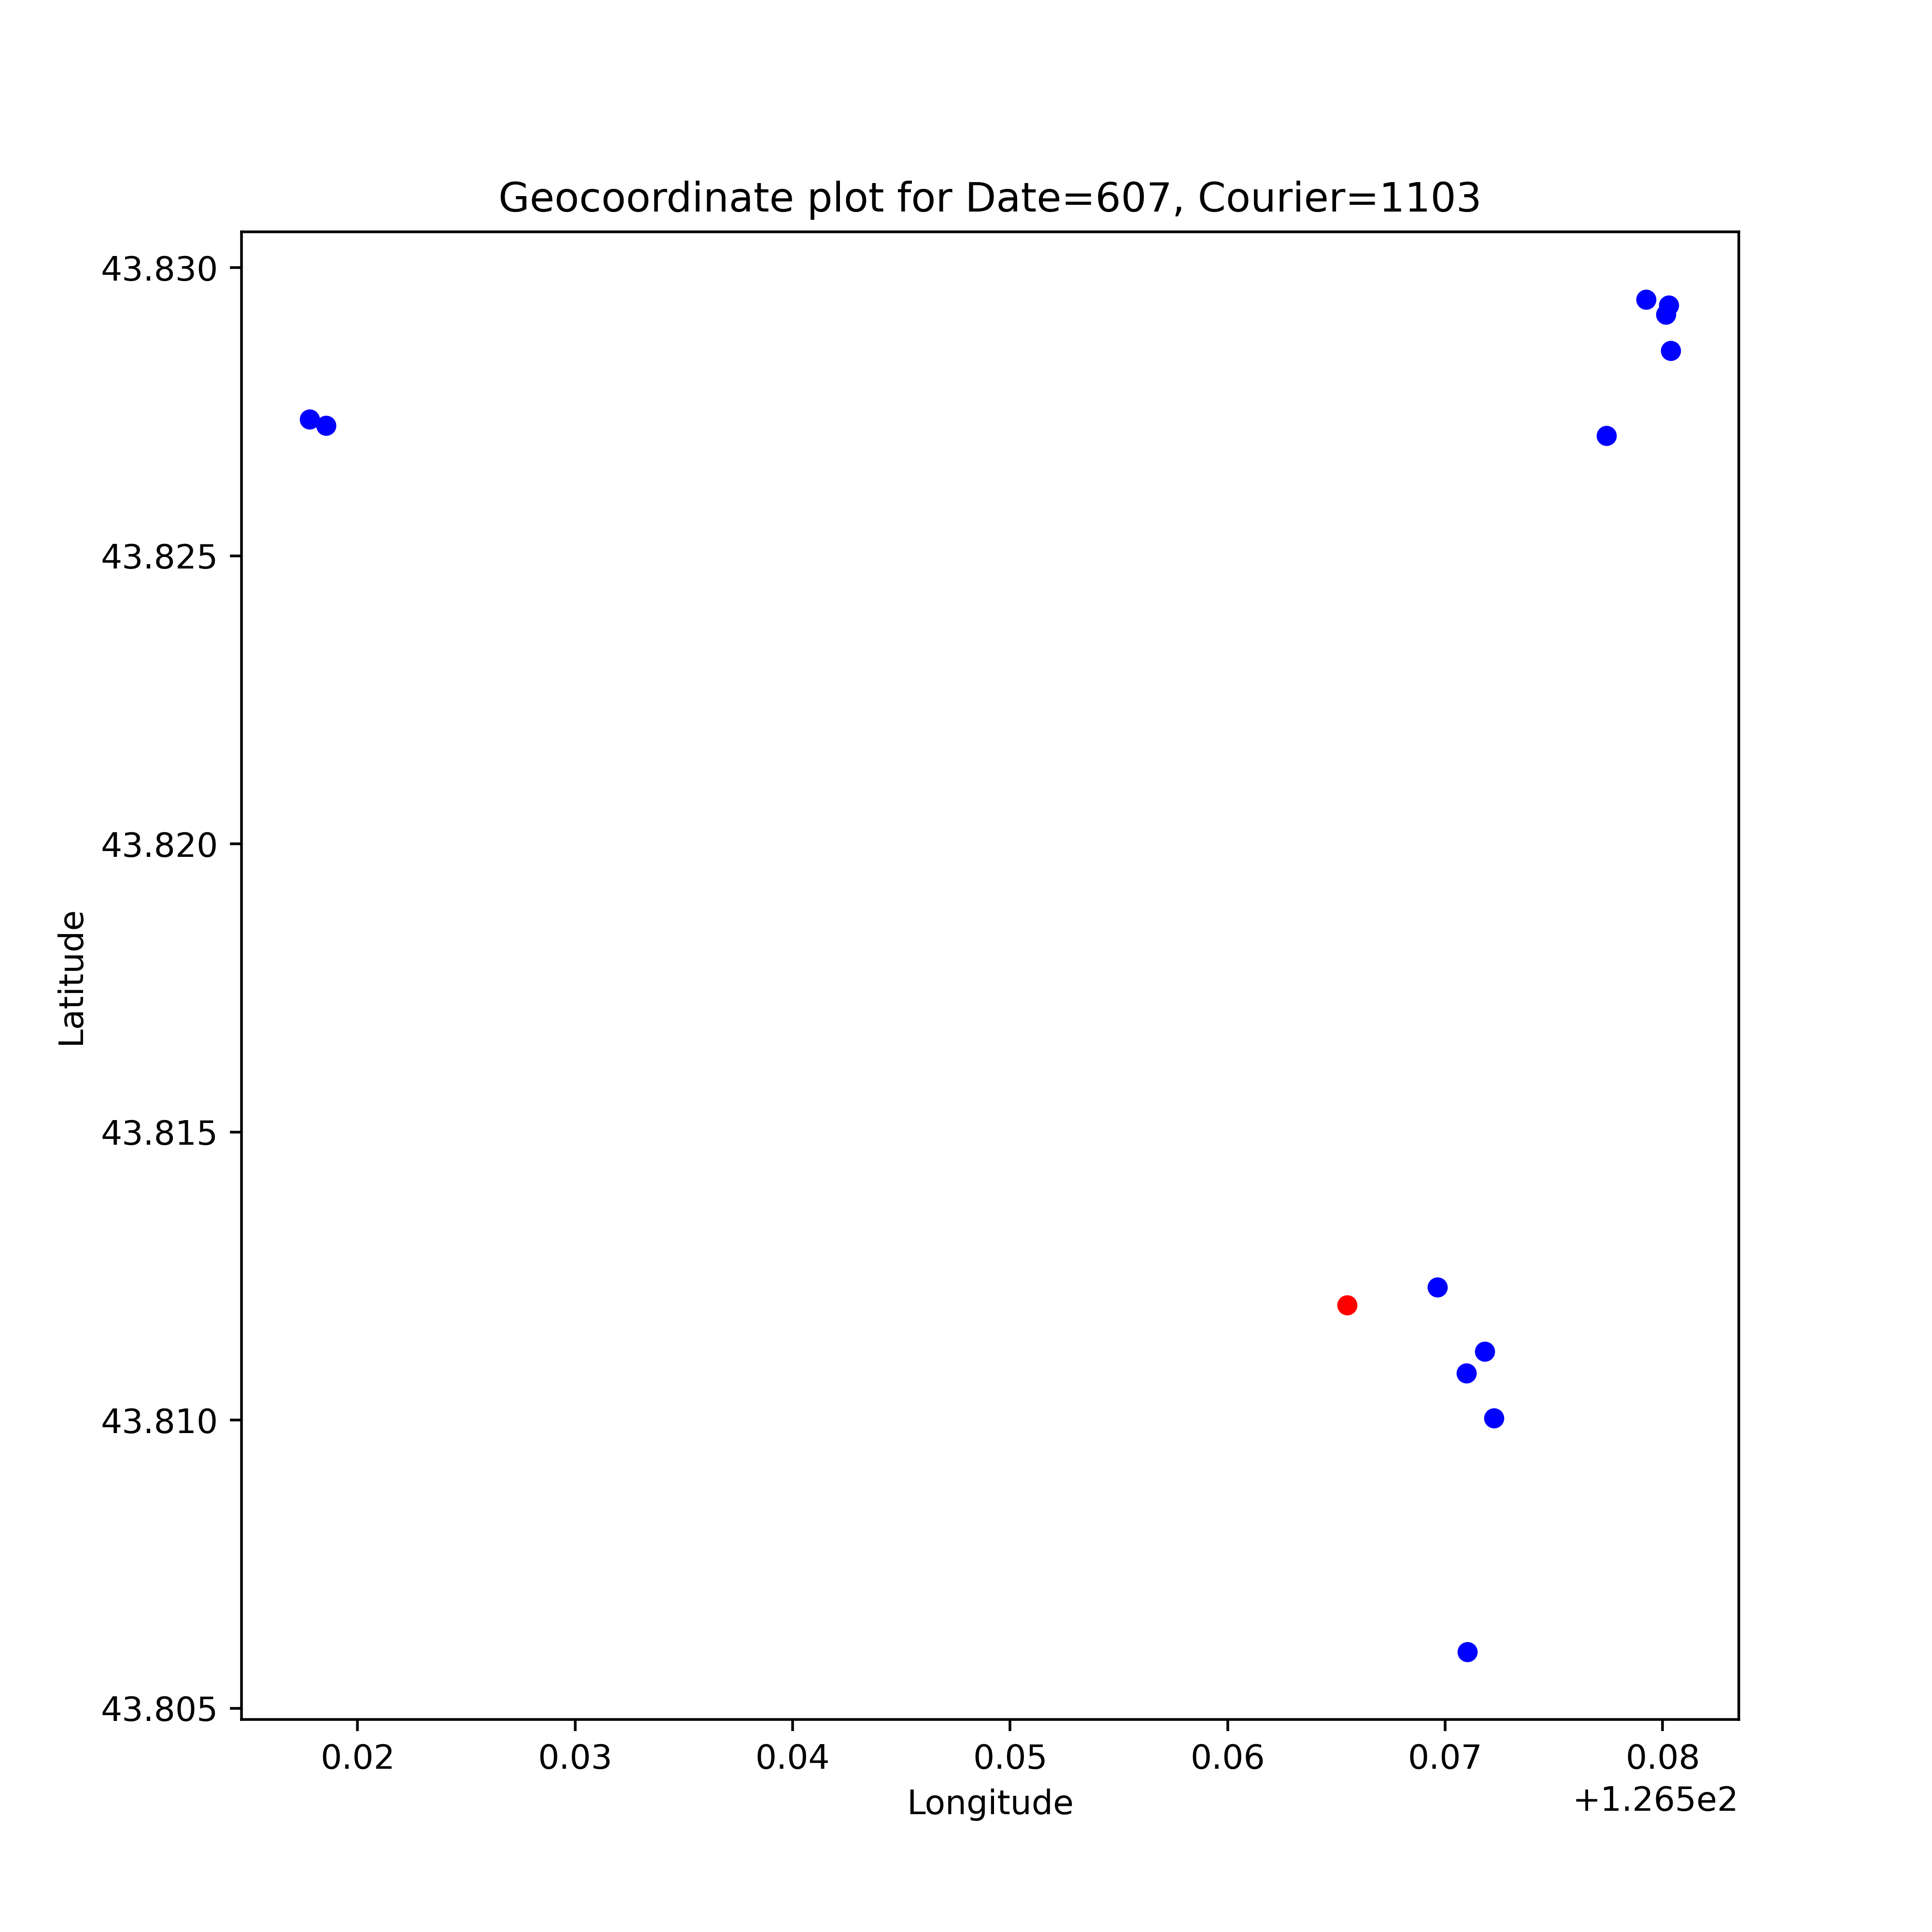 Geocoordinate plot for Date=607, Courier=1103
43.830
43.825
43.820
43.815
43.810
43.805
Latitude
0.02 0.03 0.04 0.05 0.06 0.07 0.08
Longitude
+1.265e2